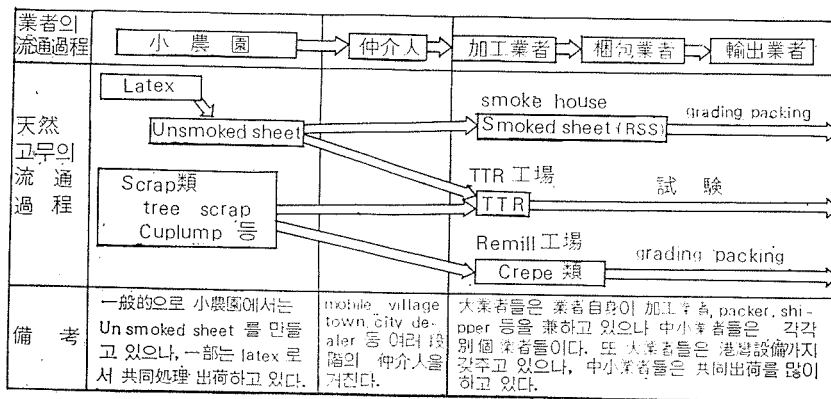 業者의
流通過程
小農園
仲介人
加工業者
梱包業者
輸出業者
天然
고무의
流通
過程
Latex
Unsmoked sheet
smoke house
Smoked sheet (RSS)
grading packing
Scrap類
tree scrap
Cuplump 등
TTR 工場
TTR
試験
Remill 工場
Crepe 類
grading packing
備考
一般的으로 小農園에서는
Un smoked sheet 를 만들
고 있으나, 一部는 latex 로
서 共同処理 出荷하고 있다.
mobile, village
town, city de-
aler 등 여러 段
階의 仲介人을
거친다.
大業者들은 業者自身이 加工業者, packer, shi-
pper 등을 兼하고 있으나 中小業者들은 各各
別個 業者들이다. 또 大業者들은 港灣設備까지
갖추고 있으나, 中小業者들은 共同出荷를 많이
하고 있다.